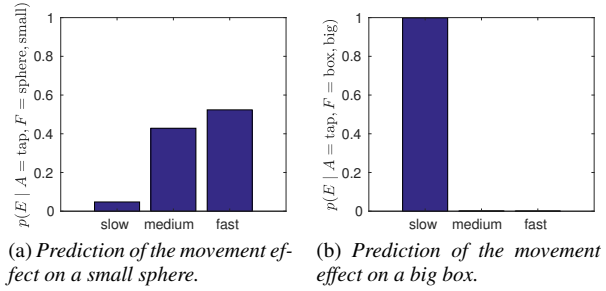 p(E | A = tap, F = sphere, small)
1
0.8
0.6
0.4
0.2
0
slow medium fast
(a) Prediction of the movement ef-
fect on a small sphere.
p(E | A = tap, F = box, big)
1
0.8
0.6
0.4
0.2
0
slow medium fast
(b) Prediction of the movement
effect on a big box.